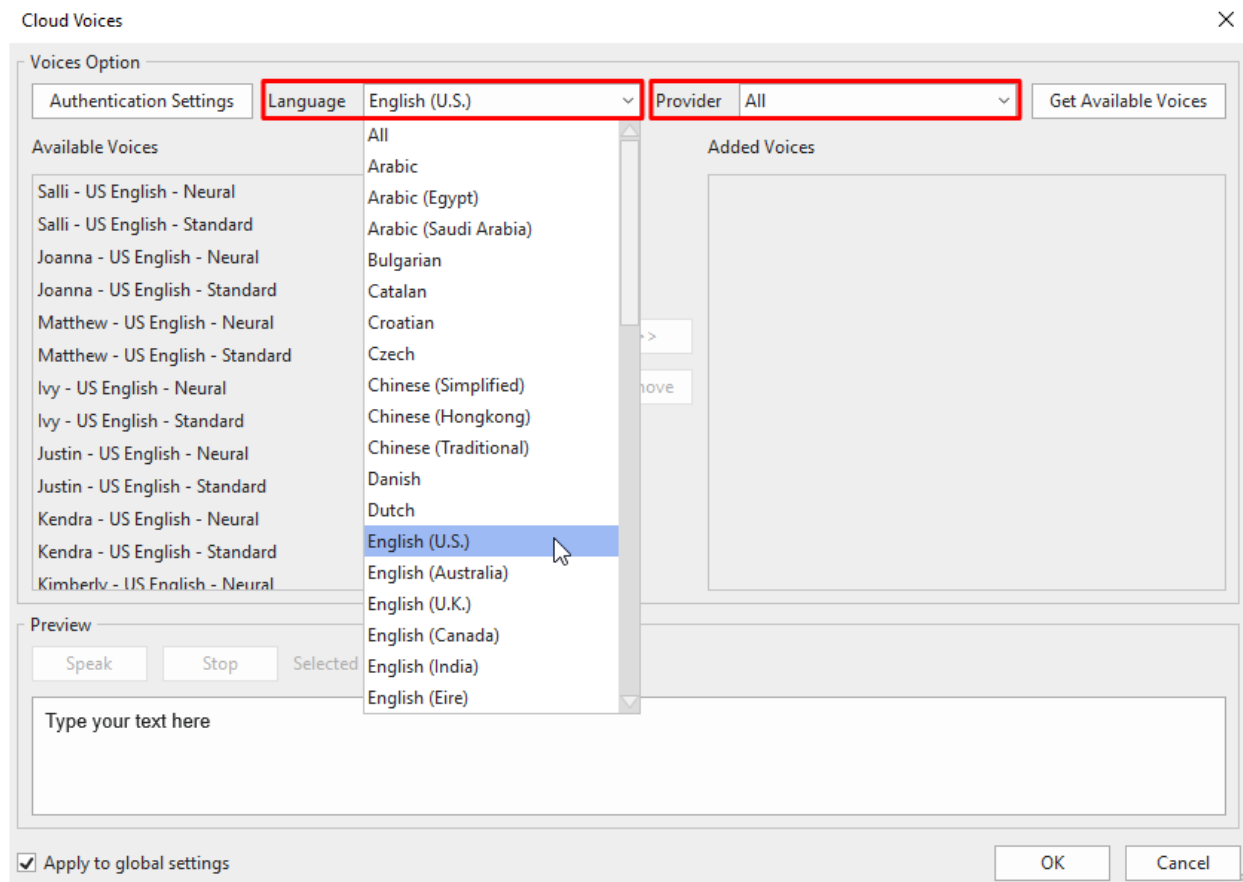 Cloud Voices
Voices Option
Authentication Settings
Language
English (U.S.)
Provider
All
Get Available Voices
Available Voices
Salli - US English - Neural
Salli - US English - Standard
Joanna - US English - Neural
Joanna - US English - Standard
Matthew - US English - Neural
Matthew - US English - Standard
Ivy - US English - Neural
Ivy - US English - Standard
Justin - US English - Neural
Justin - US English - Standard
Kendra - US English - Neural
Kendra - US English - Standard
Kimberly - US English - Neural
All
Arabic
Arabic (Egypt)
Arabic (Saudi Arabia)
Bulgarian
Catalan
Croatian
Czech
Chinese (Simplified)
Chinese (Hongkong)
Chinese (Traditional)
Danish
Dutch
English (U.S.)
English (Australia)
English (U.K.)
English (Canada)
English (India)
English (Eire)
Added Voices
Preview
Speak
Stop
Selected
Type your text here
Apply to global settings
OK
Cancel